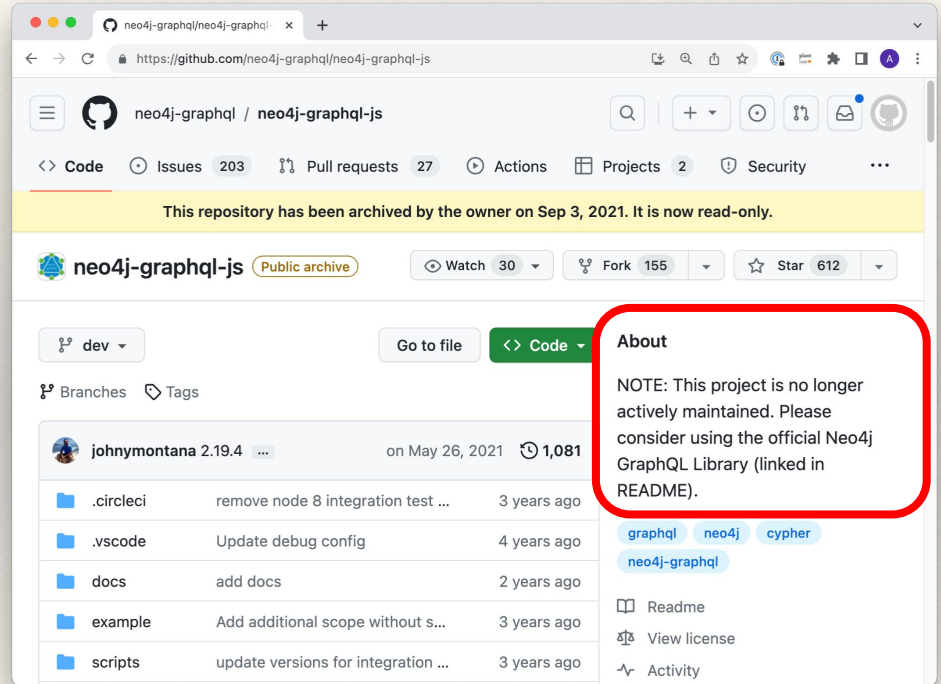 neo4j-graphql/neo4j-graphql-
https://github.com/neo4j-graphql/neo4j-graphql-js
A
neo4j-graphql / neo4j-graphql-js
<> Code Issues 203 Pull requests 27 Actions Projects 2 Security ...
This repository has been archived by the owner on Sep 3, 2021. It is now read-only.
neo4j-graphql-js Public archive Watch 30 Fork 155 Star 612
dev Go to file <> Code
Branches Tags
johnymontana 2.19.4 ... on May 26, 2021 1,081
.circleci remove node 8 integration test ... 3 years ago
.vscode Update debug config 4 years ago
docs add docs 2 years ago
example Add additional scope without s... 3 years ago
scripts update versions for integration ... 3 years ago
About
NOTE: This project is no longer
actively maintained. Please
consider using the official Neo4j
GraphQL Library (linked in
README).
graphql neo4j cypher
neo4j-graphql
Readme
View license
Activity